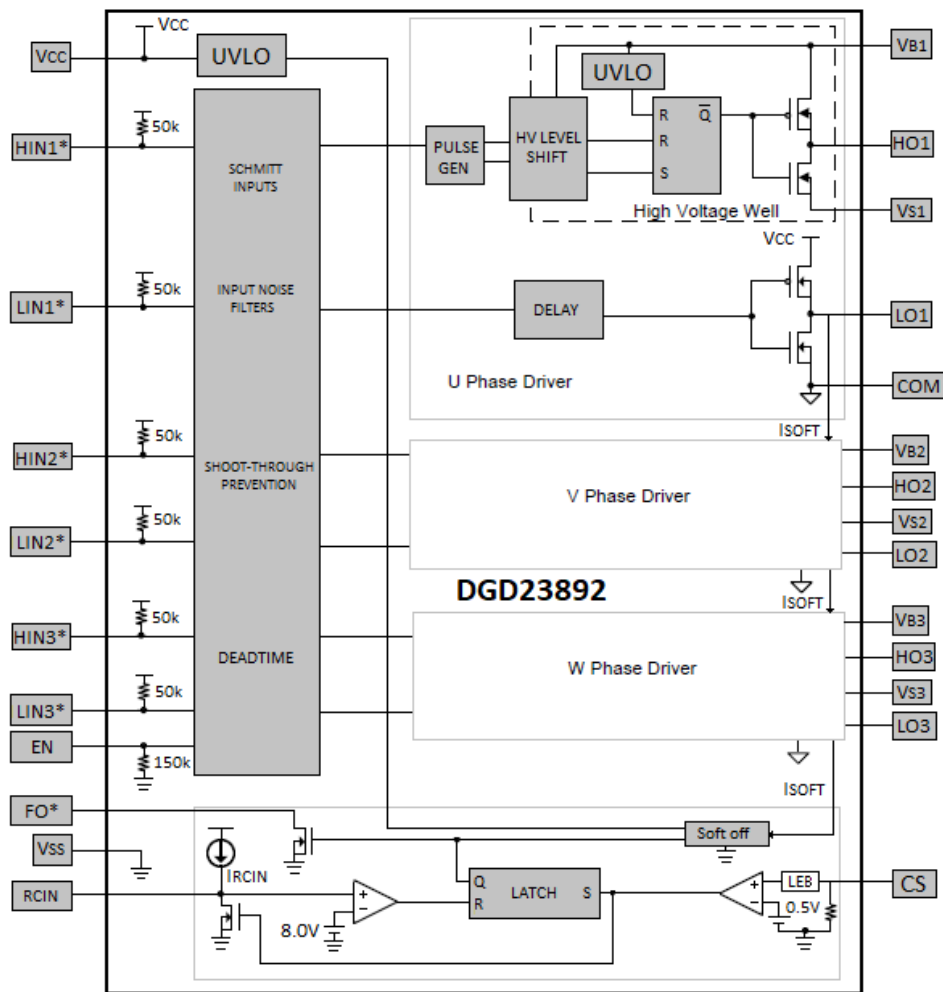 VCC
VCC
UVLO
VB1
UVLO
50k
HIN1*
PULSE
GEN
HV LEVEL
SHIFT
R
Q
R
S
HO1
SCHMITT
INPUTS
High Voltage Well
VS1
VCC
50k
LIN1*
INPUT NOISE
FILTERS
DELAY
LO1
U Phase Driver
COM
ISOFT
50k
HIN2*
SHOOT-THROUGH
PREVENTION
V Phase Driver
VB2
HO2
50k
VS2
LIN2*
LO2
DGD23892
ISOFT
50k
HIN3*
VB3
DEADTIME
W Phase Driver
HO3
50k
VS3
LIN3*
LO3
EN
150k
ISOFT
FO*
Soft off
VSS
IRCIN
RCIN
Q
R
LATCH
S
+
−
8.0V
+
−
LEB
0.5V
CS